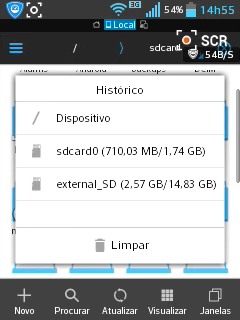 3G 54% 14h55
Local
/ sdcard
SCR
54B/S
Histórico
/ Dispositivo
sdcard0 (710,03 MB/1,74 GB)
external_SD (2,57 GB/14,83 GB)
Limpar
Novo Procurar Atualizar Visualizar Janelas